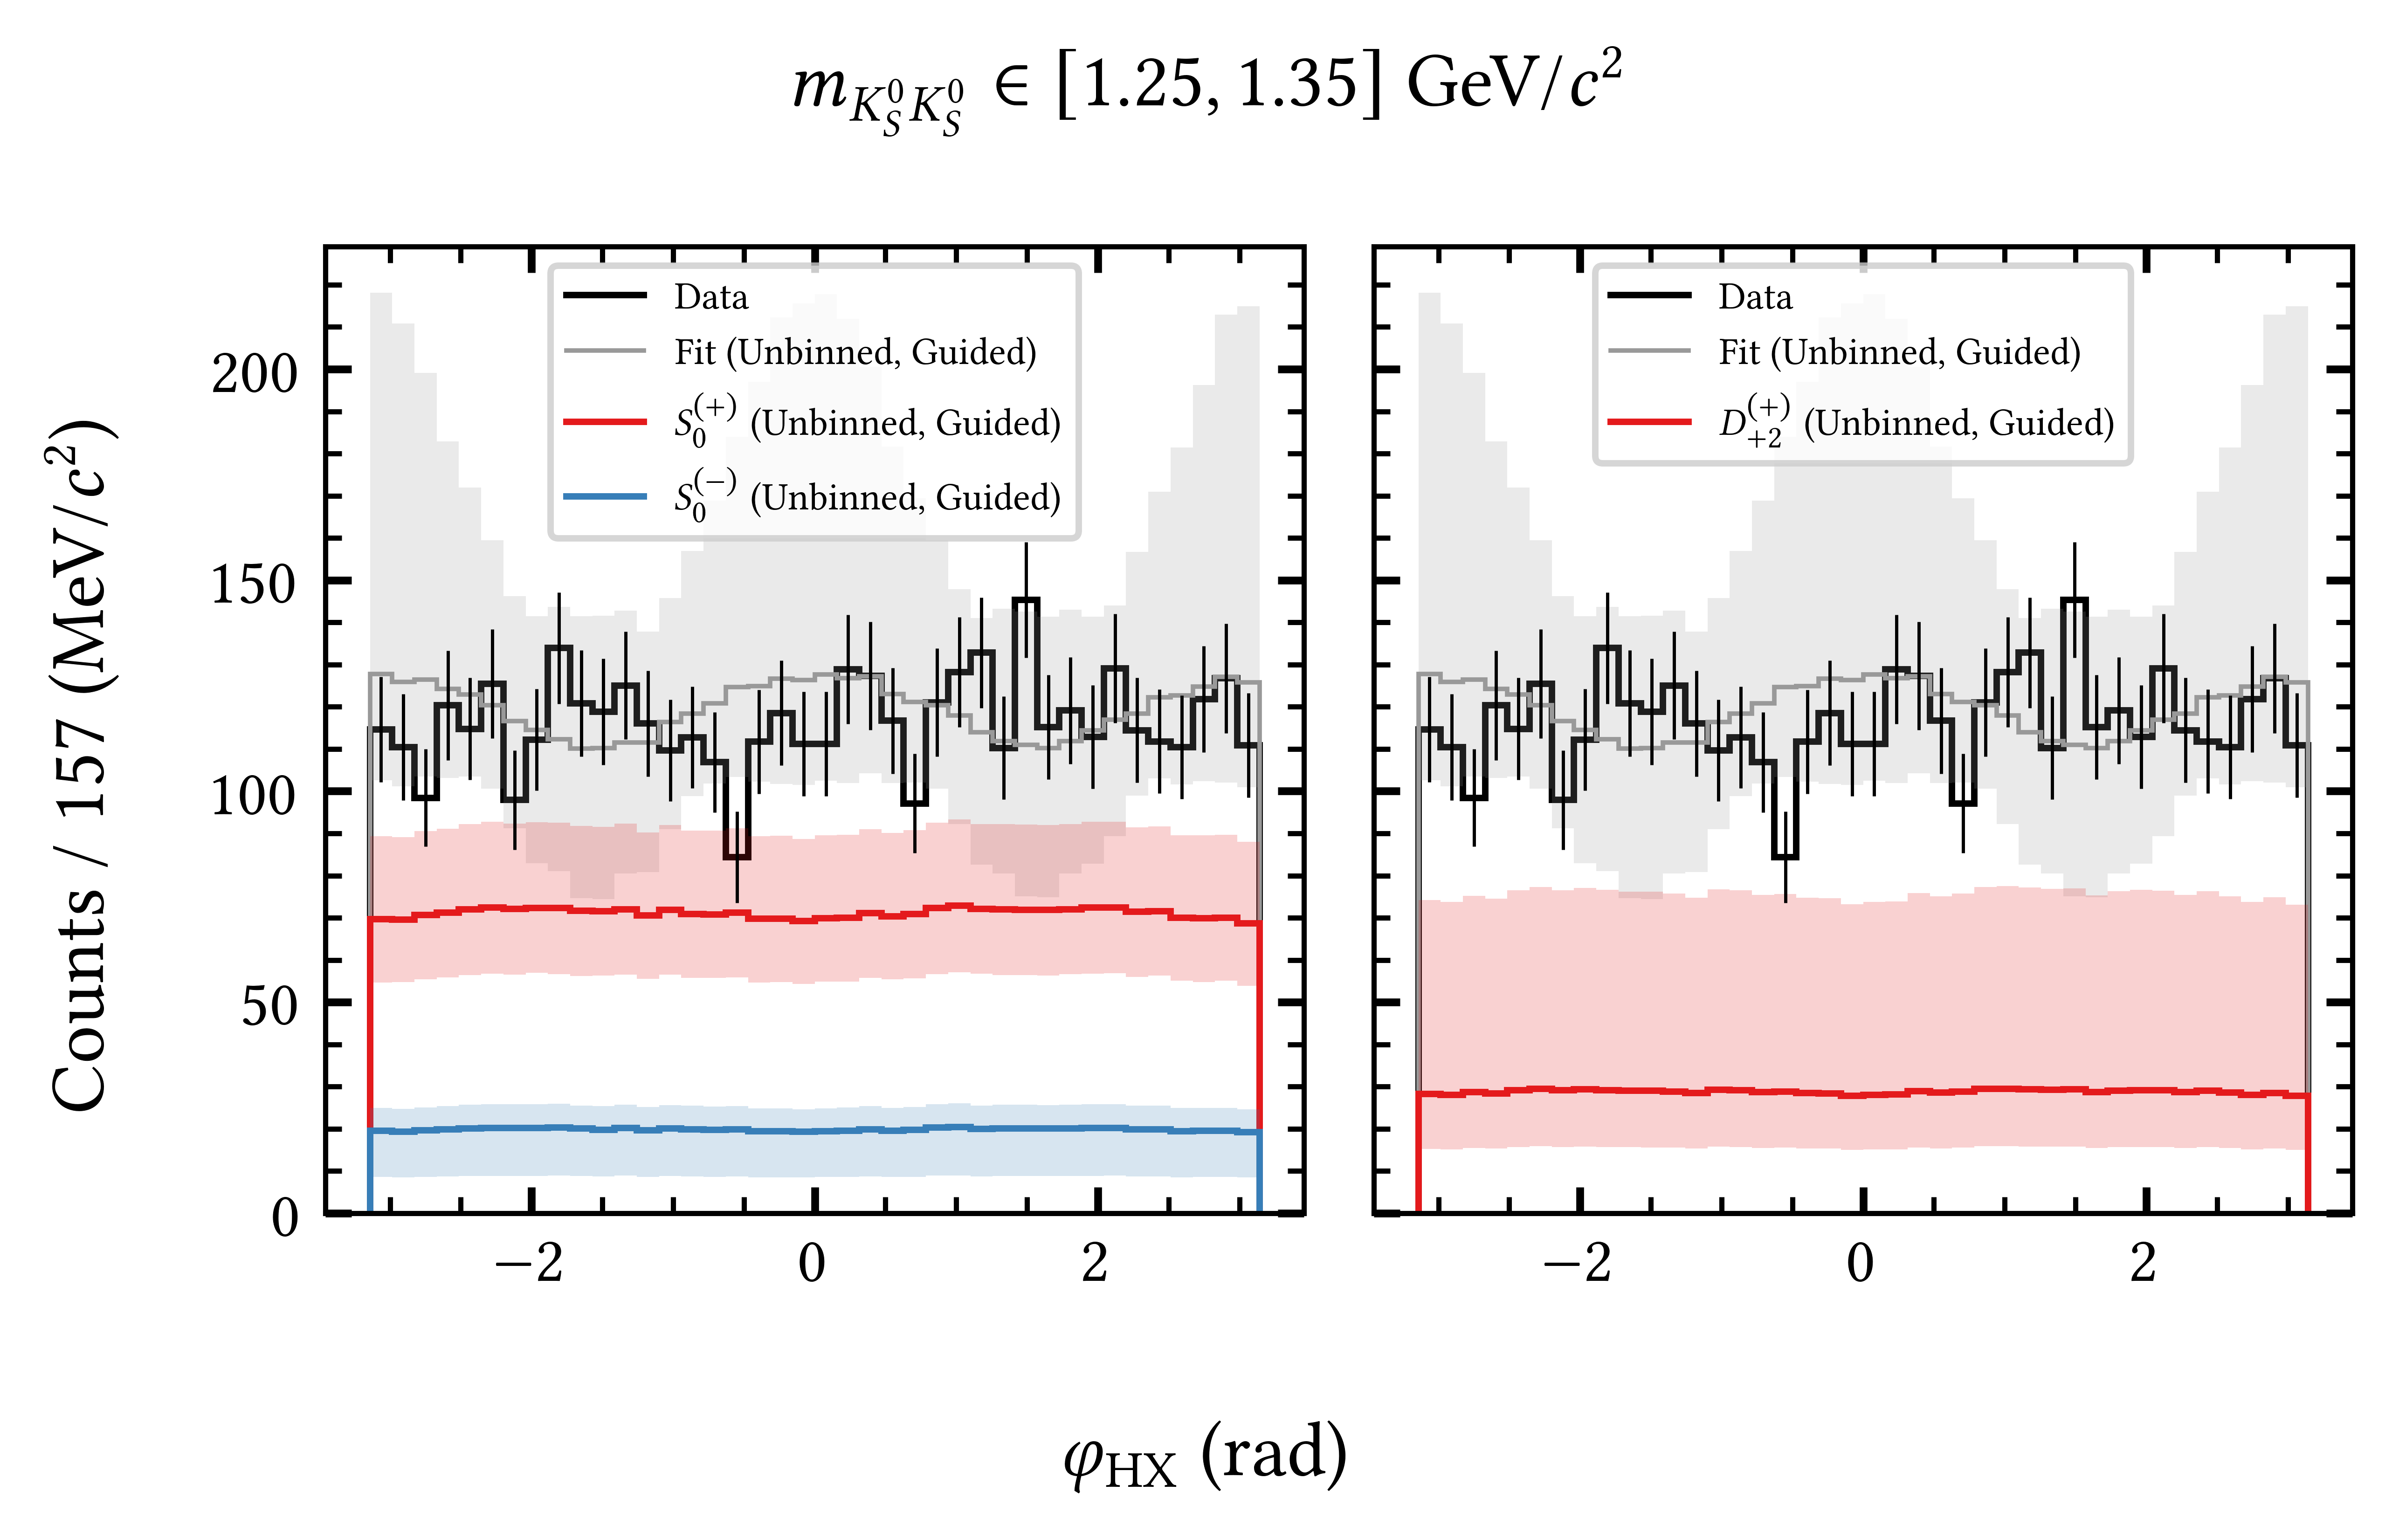 m_{K_S^0 K_S^0} ∈ [1.25, 1.35] GeV/c²
Counts / 157 (MeV/c²)
200
150
100
50
0
Data
Fit (Unbinned, Guided)
S_0^{(+)} (Unbinned, Guided)
S_0^{(−)} (Unbinned, Guided)
−2 0 2
Data
Fit (Unbinned, Guided)
D_{+2}^{(+)} (Unbinned, Guided)
−2 0 2
φ_{HX} (rad)